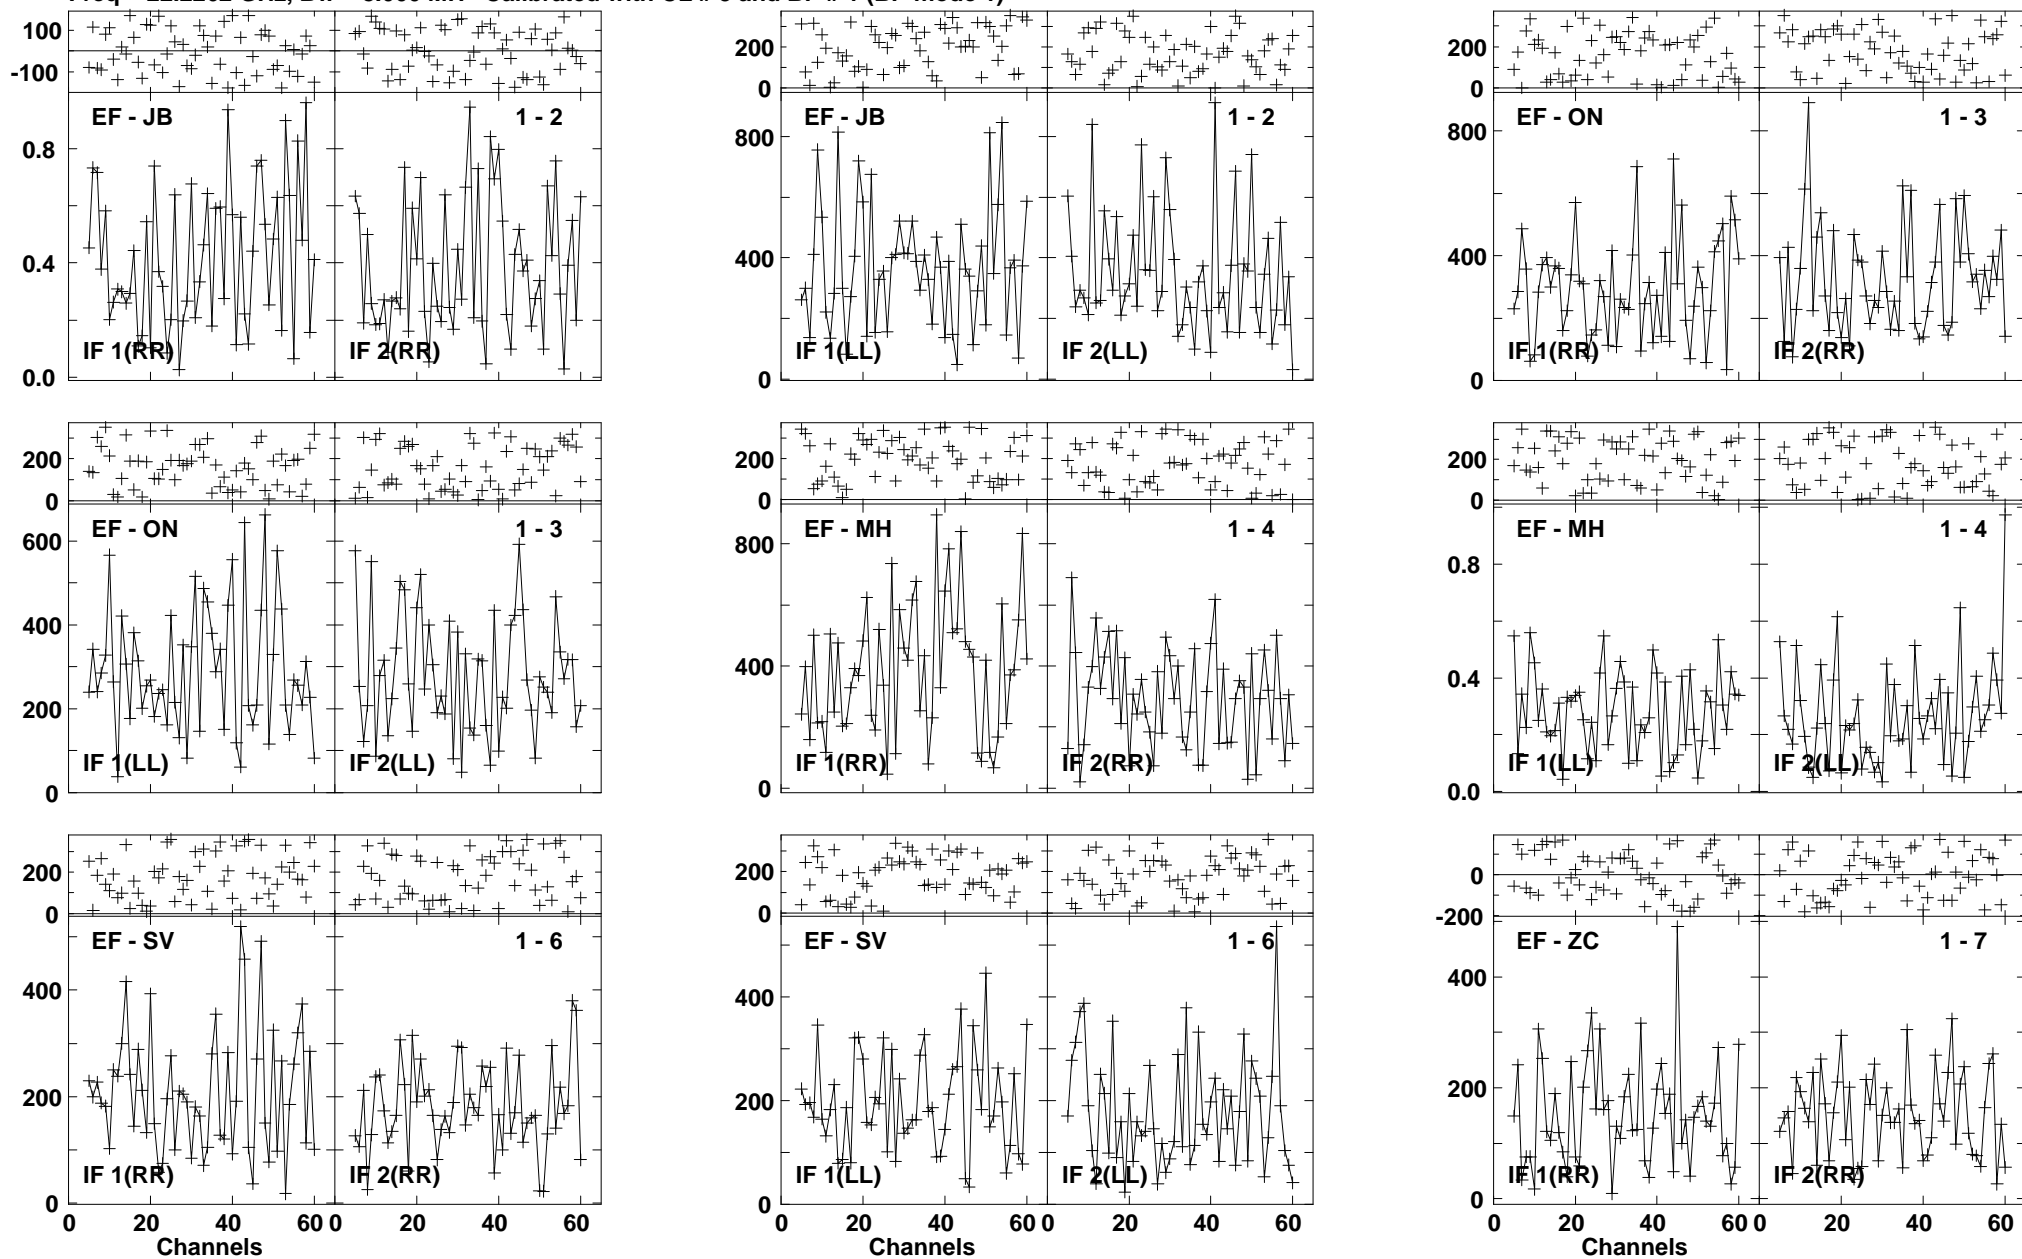 100
-100
EF - JB
1 - 2
0.8
0.4
0.0
IF 1(RR)
IF 2(RR)
200
0
EF - JB
1 - 2
800
400
0
IF 1(LL)
IF 2(LL)
200
0
EF - ON
1 - 3
800
400
0
IF 1(RR)
IF 2(RR)
200
0
EF - ON
1 - 3
600
400
200
0
IF 1(LL)
IF 2(LL)
200
0
EF - MH
1 - 4
800
400
0
IF 1(RR)
IF 2(RR)
200
0
EF - MH
1 - 4
0.8
0.4
0.0
IF 1(LL)
IF 2(LL)
200
0
EF - SV
1 - 6
400
200
0
IF 1(RR)
IF 2(RR)
0 20 40 60 0 20 40 60
Channels
200
0
EF - SV
1 - 6
400
200
0
IF 1(LL)
IF 2(LL)
0 20 40 60 0 20 40 60
Channels
0
-200
EF - ZC
1 - 7
400
200
0
IF 1(RR)
IF 2(RR)
0 20 40 60 0 20 40 60
Channels